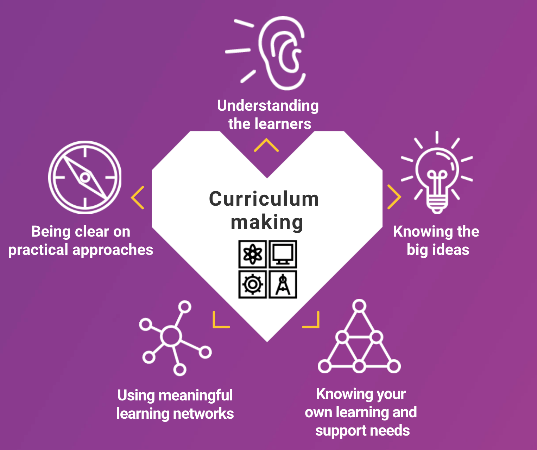 Understanding
the learners
Curriculum
making
Being clear on
practical approaches
Knowing the
big ideas
Using meaningful
learning networks
Knowing your
own learning and
support needs